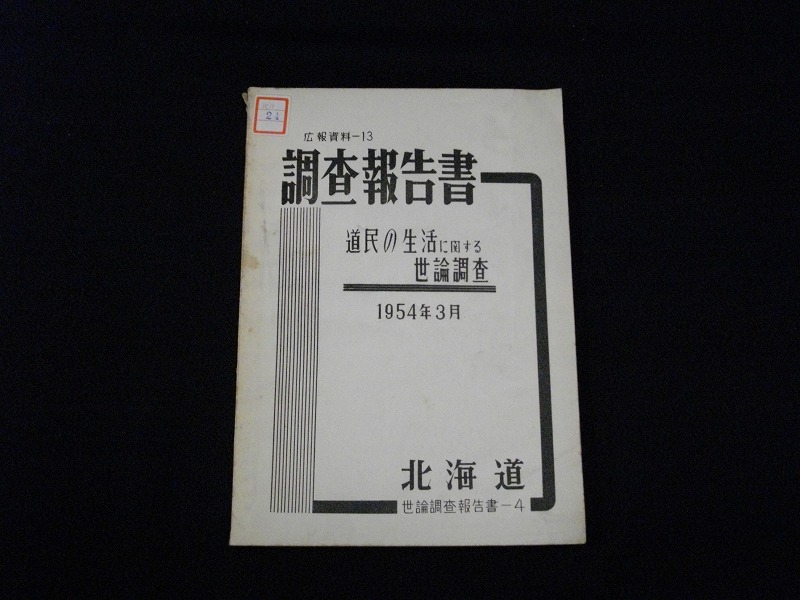 21
広報資料-13
調査報告書
道民の生活に関する
世論調査
1954年3月
北海道
世論調査報告書-4